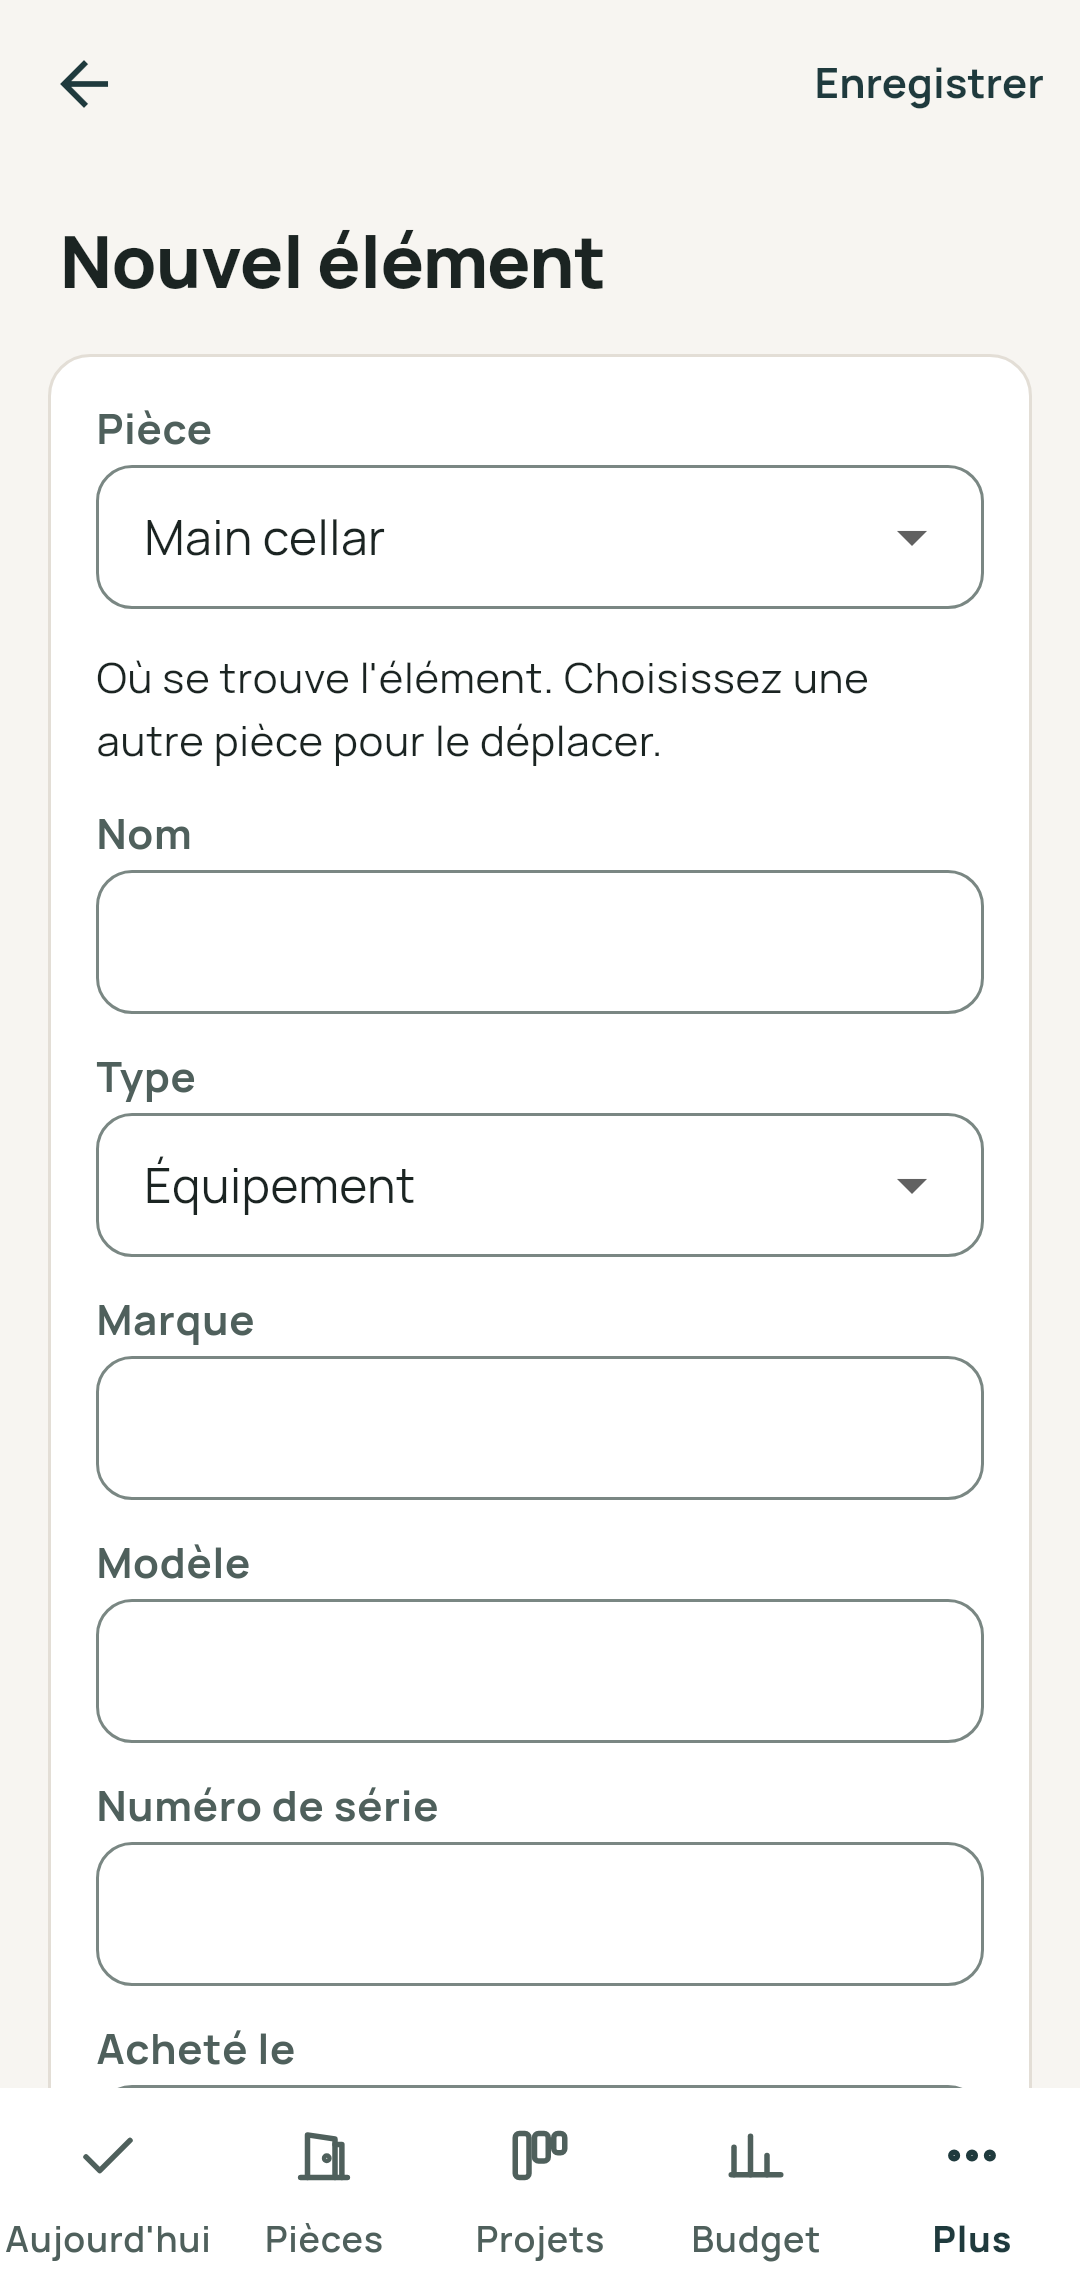 Enregistrer
Nouvel élément
Pièce
Main cellar
Où se trouve l'élément. Choisissez une
autre pièce pour le déplacer.
Nom
Type
Équipement
Marque
Modèle
Numéro de série
Acheté le
Aujourd'hui
Pièces
Projets
Budget
Plus